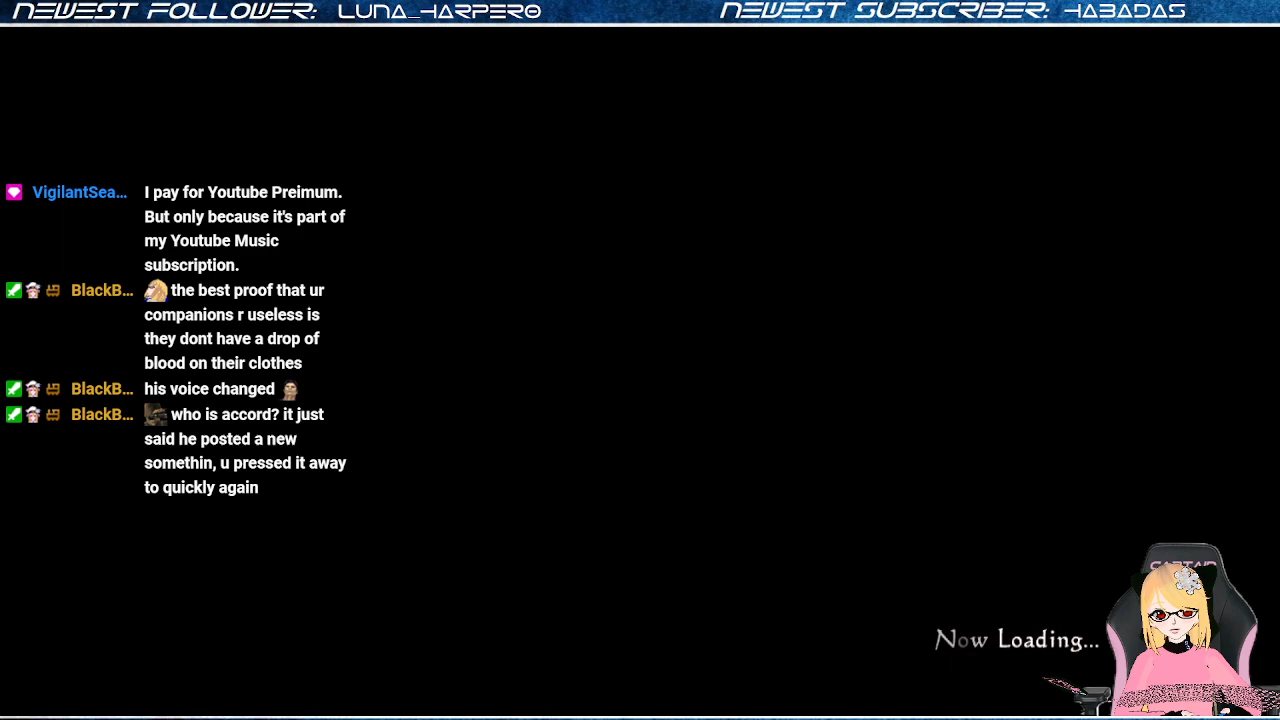 NEWEST FOLLOWER: LUNA_HARPER0 NEWEST SUBSCRIBER: HABADAS
VigilantSea... I pay for Youtube Preimum.
But only because it's part of
my Youtube Music
subscription.
BlackB... the best proof that ur
companions r useless is
they dont have a drop of
blood on their clothes
BlackB... his voice changed
BlackB... who is accord? it just
said he posted a new
somethin, u pressed it away
to quickly again
CAPTAIN
Now Loading...